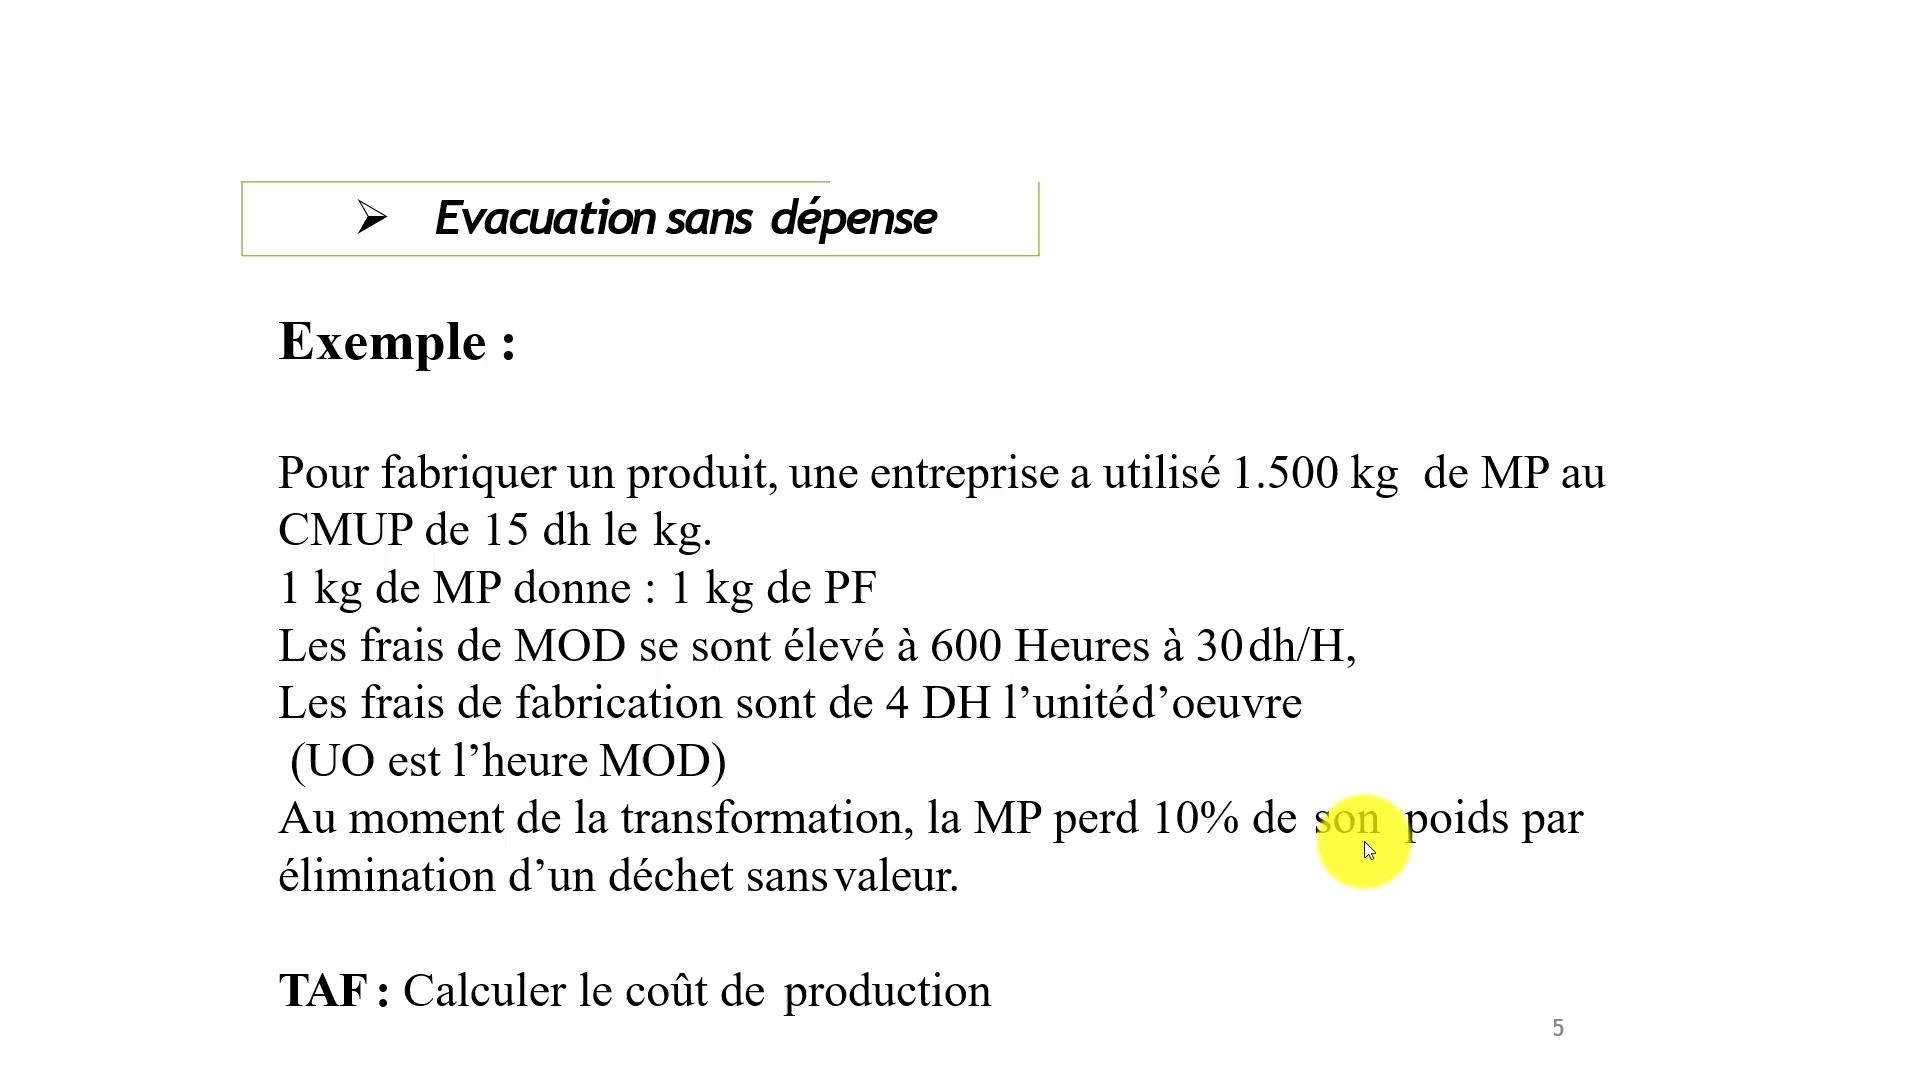 ➢ Evacuation sans dépense
Exemple :
Pour fabriquer un produit, une entreprise a utilisé 1.500 kg de MP au
CMUP de 15 dh le kg.
1 kg de MP donne : 1 kg de PF
Les frais de MOD se sont élevé à 600 Heures à 30 dh/H,
Les frais de fabrication sont de 4 DH l’unité d’oeuvre
(UO est l’heure MOD)
Au moment de la transformation, la MP perd 10% de son poids par
élimination d’un déchet sans valeur.
TAF : Calculer le coût de production
5